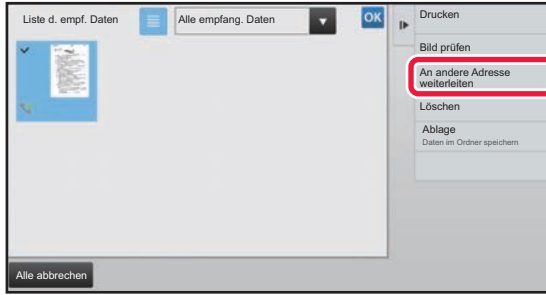 Liste d. empf. Daten
Alle empfang. Daten
OK
Drucken
Bild prüfen
An andere Adresse
weiterleiten
Löschen
Ablage
Daten im Ordner speichern
Alle abbrechen